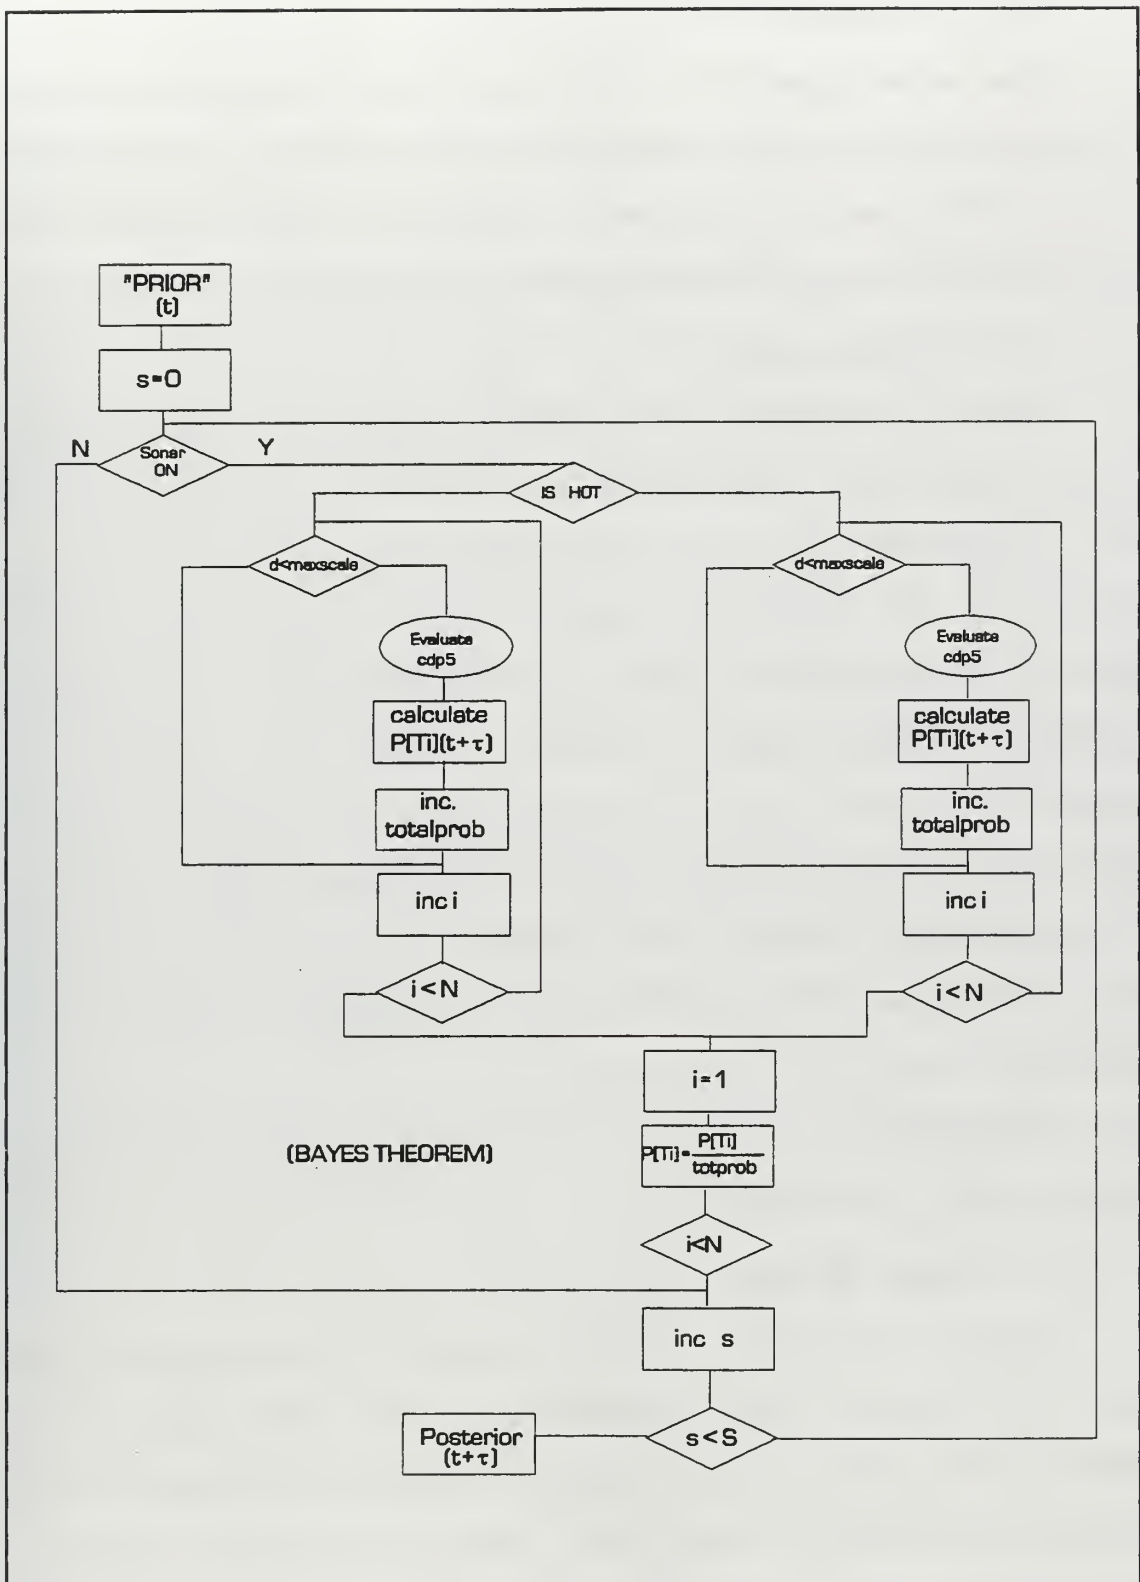 "PRIOR"
(t)
s=0
N
Sonar
ON
Y
IS HOT
d<maxscale
d<maxscale
Evaluate
cdp5
Evaluate
cdp5
calculate
P[Ti](t+τ)
calculate
P[Ti](t+τ)
inc.
totalprob
inc.
totalprob
inc i
inc i
i<N
i<N
i=1
(BAYES THEOREM)
P[Ti]=P[Ti]
totprob
i<N
inc s
Posterior
(t+τ)
s<S